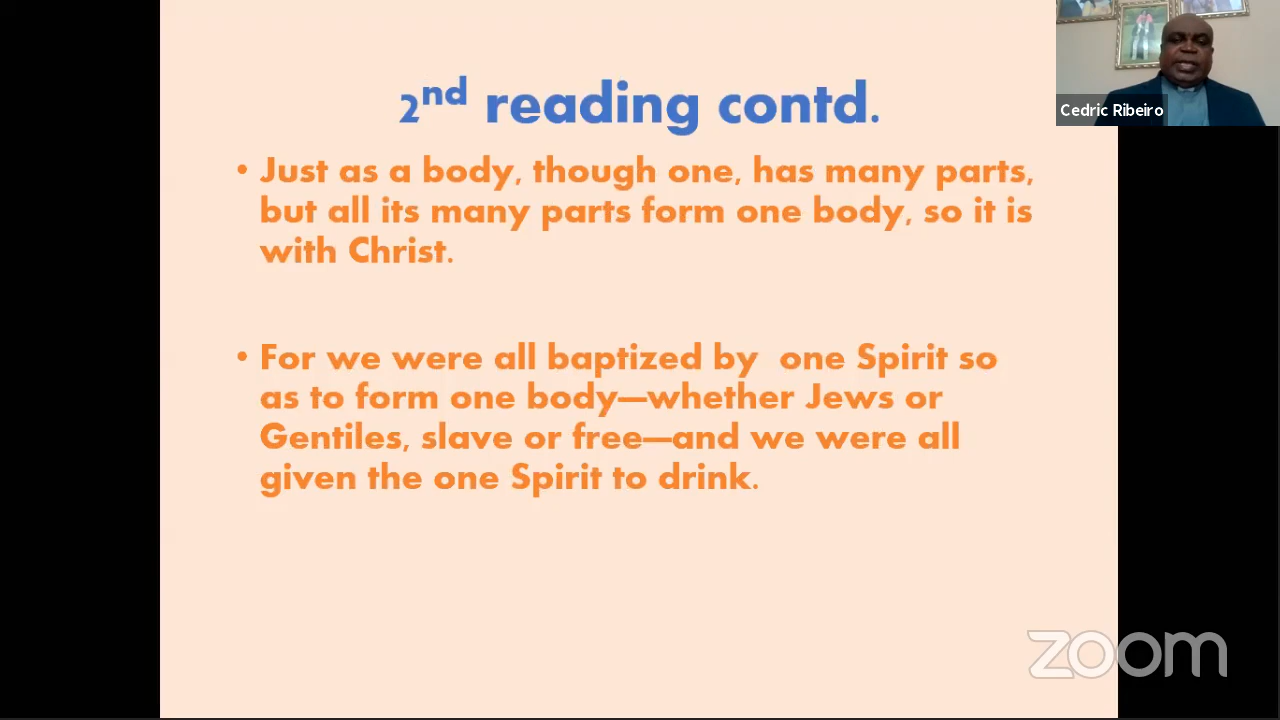 2nd reading contd.
• Just as a body, though one, has many parts,
but all its many parts form one body, so it is
with Christ.
• For we were all baptized by  one Spirit so
as to form one body—whether Jews or
Gentiles, slave or free—and we were all
given the one Spirit to drink.
Cedric Ribeiro
zoom